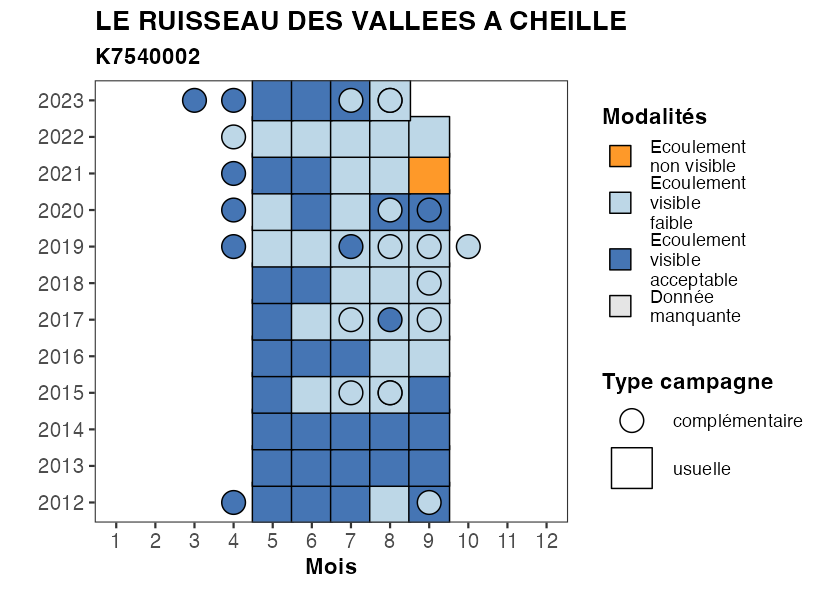 LE RUISSEAU DES VALLEES A CHEILLE
K7540002
2023
2022
2021
2020
2019
2018
2017
2016
2015
2014
2013
2012
1 2 3 4 5 6 7 8 9 10 11 12
Mois
Modalités
Ecoulement
non visible
Ecoulement
visible
faible
Ecoulement
visible
acceptable
Donnée
manquante
Type campagne
complémentaire
usuelle